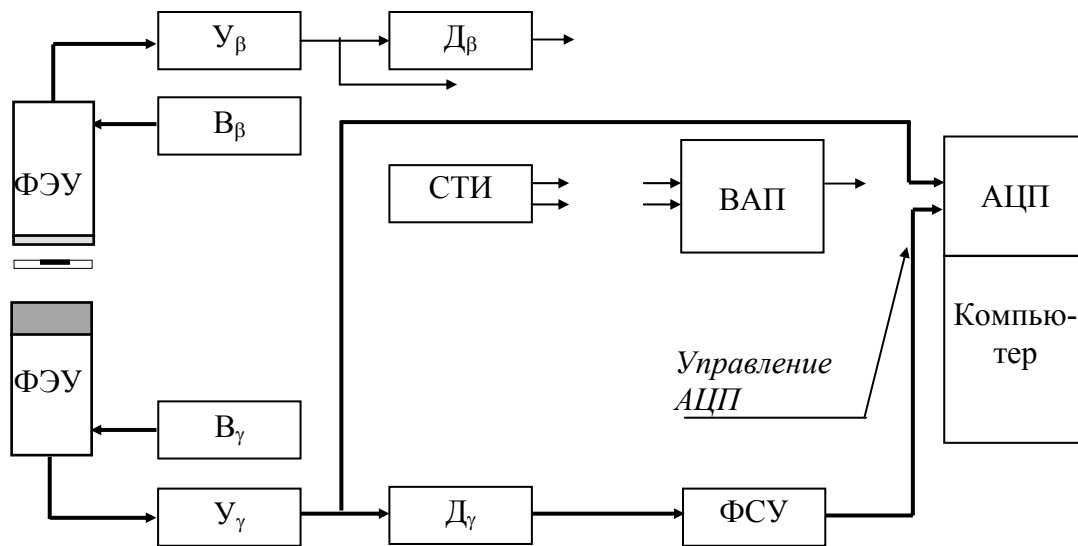 Уβ
Дβ
Вβ
ФЭУ
СТИ
ВАП
АЦП
Компью-
тер
Управление
АЦП
ФЭУ
Вγ
Уγ
Дγ
ФСУ